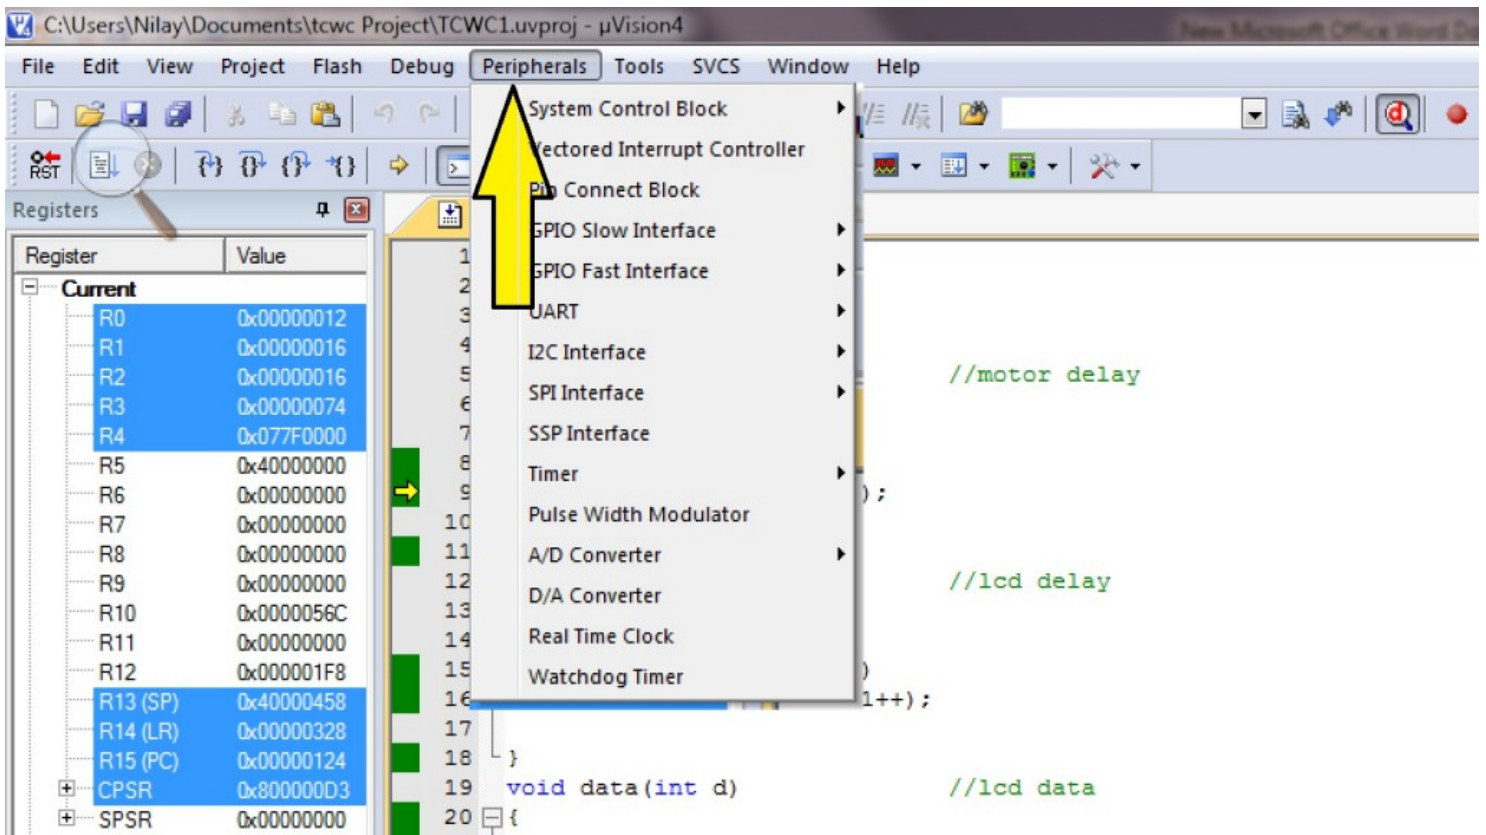 C:\Users\Nilay\Documents\tcwc Project\TCWC1.uvproj - µVision4
File Edit View Project Flash Debug Peripherals Tools SVCS Window Help
RST
Registers
Register Value
Current
R0 0x00000012
R1 0x00000016
R2 0x00000016
R3 0x00000074
R4 0x077F0000
R5 0x40000000
R6 0x00000000
R7 0x00000000
R8 0x00000000
R9 0x00000000
R10 0x0000056C
R11 0x00000000
R12 0x000001F8
R13 (SP) 0x40000458
R14 (LR) 0x00000328
R15 (PC) 0x00000124
CPSR 0x800000D3
SPSR 0x00000000
System Control Block
Vectored Interrupt Controller
Pin Connect Block
GPIO Slow Interface
GPIO Fast Interface
UART
I2C Interface
SPI Interface
SSP Interface
Timer
Pulse Width Modulator
A/D Converter
D/A Converter
Real Time Clock
Watchdog Timer
1
2
3
4
5 //motor delay
6
7
8
9 );
10
11
12 //lcd delay
13
14
15 )
16 1++);
17
18 }
19 void data(int d) //lcd data
20 {